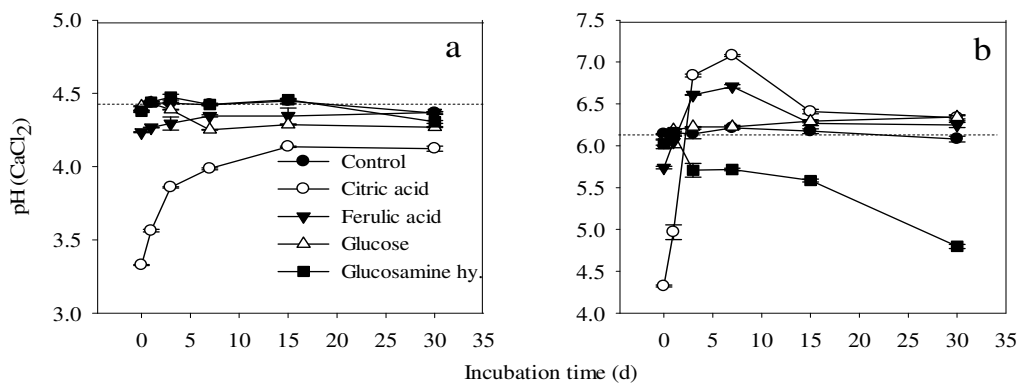 a
b
pH (CaCl2)
5.0
4.5
4.0
3.5
3.0
7.5
7.0
6.5
6.0
5.5
5.0
4.5
4.0
Control
Citric acid
Ferulic acid
Glucose
Glucosamine hy.
0 5 10 15 20 25 30 35
0 5 10 15 20 25 30 35
Incubation time (d)